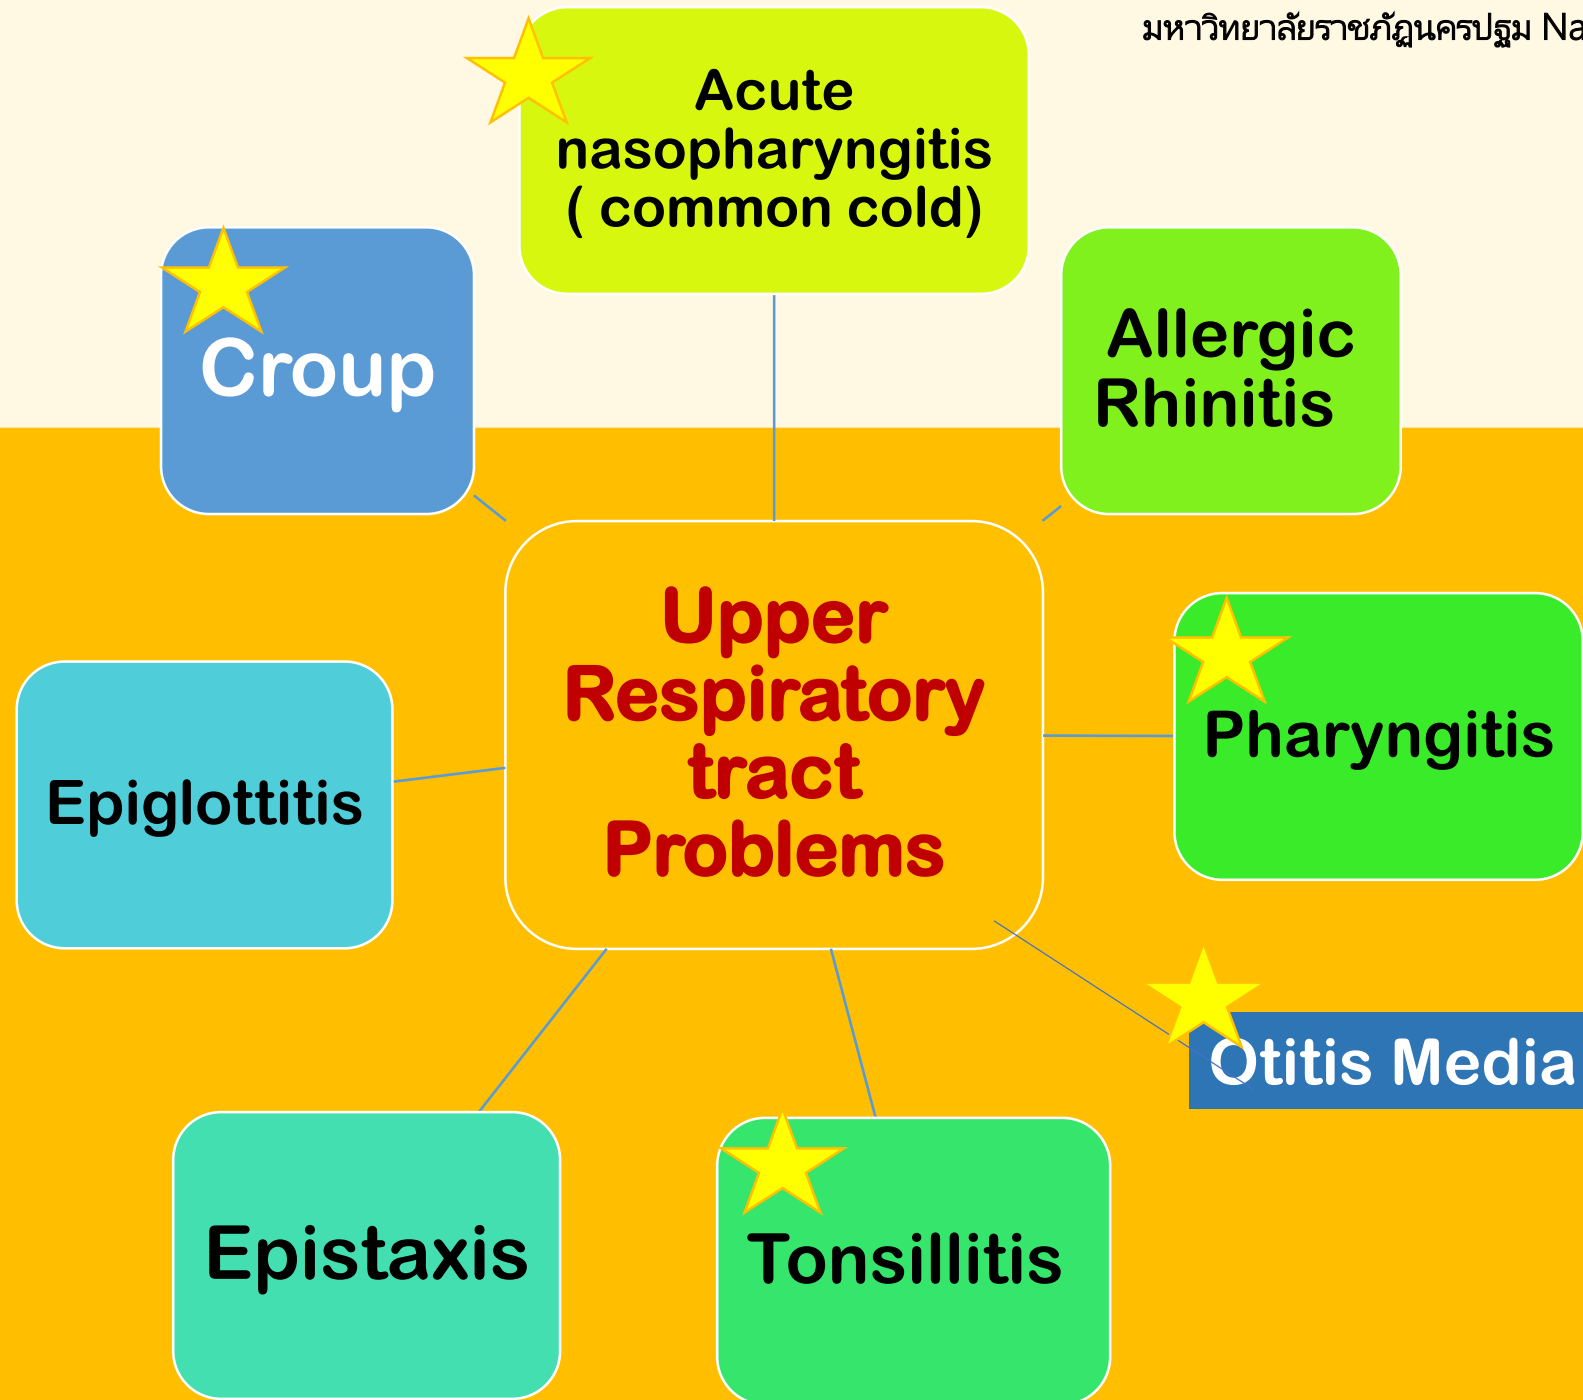 มหาวิทยาลัยราชภัฏนครปฐม Na
Acute
nasopharyngitis
( common cold)
Croup
Allergic
Rhinitis
Upper
Respiratory
tract
Problems
Pharyngitis
Epiglottitis
Otitis Media
Epistaxis
Tonsillitis